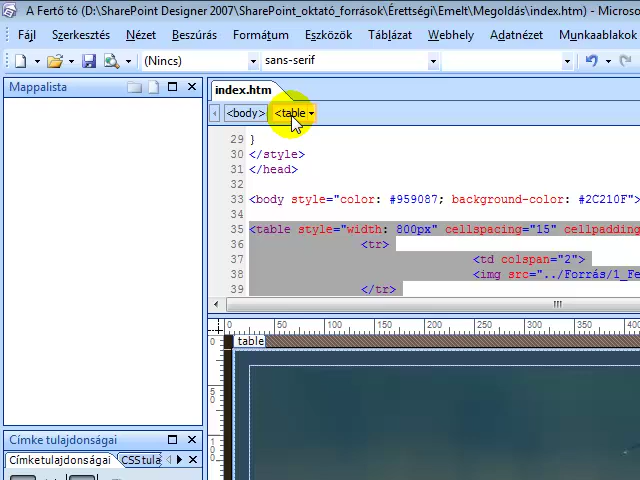 A Fertő tó (D:\SharePoint Designer 2007\SharePoint_oktató_források\Érettségi\Emelt\Megoldás\index.htm) - Microso
Fájl Szerkesztés Nézet Beszúrás Formátum Eszközök Táblázat Webhely Adatnézet Munkaablakok
(Nincs) sans-serif
Mappalista
index.htm
<body> <table
29 }
30 </style>
31 </head>
32
33 <body style="color: #959087; background-color: #2C210F">
34
35 <table style="width: 800px" cellspacing="15" cellpadding
36 <tr>
37 <td colspan="2">
38 <img src="../Forrás/1_Fe
39 </tr>
0 50 100 150 200 250 300 350 400
table
0
50
100
Címke tulajdonságai
Címketulajdonságai CSS tula